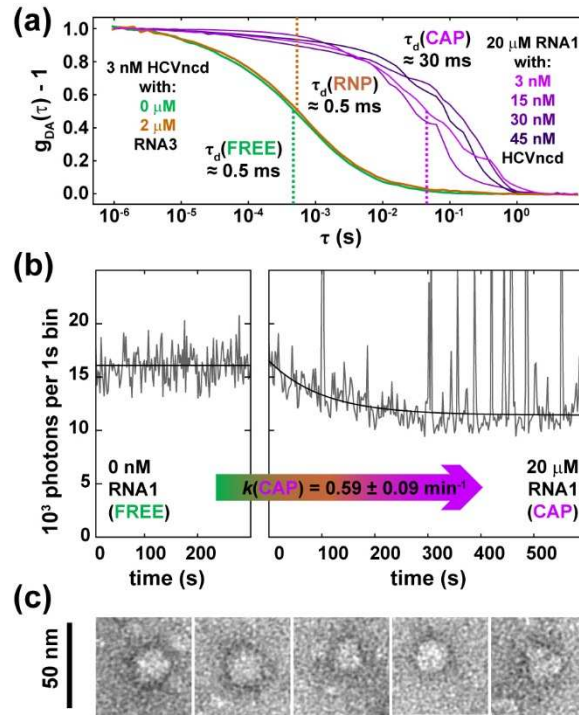 (a)
1.0
0.8
0.6
0.4
0.2
0.0
g_DA(τ) - 1
3 nM HCVncd
with:
0 μM
2 μM
RNA3
τ_d(FREE)
≈ 0.5 ms
τ_d(RNP)
≈ 0.5 ms
τ_d(CAP)
≈ 30 ms
20 μM RNA1
with:
3 nM
15 nM
30 nM
45 nM
HCVncd
10⁻⁶ 10⁻⁵ 10⁻⁴ 10⁻³ 10⁻² 10⁻¹ 10⁰
τ (s)
(b)
10³ photons per 1s bin
20
15
10
5
0
0 nM
RNA1
(FREE)
k(CAP) = 0.59 ± 0.09 min⁻¹
20 μM
RNA1
(CAP)
0 100 200
0 100 200 300 400 500
time (s)
time (s)
(c)
50 nm